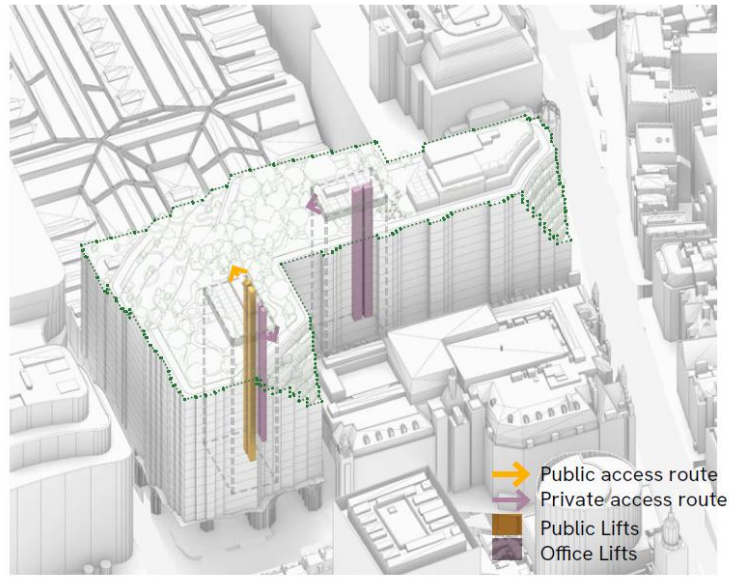 Public access route
Private access route
Public Lifts
Office Lifts